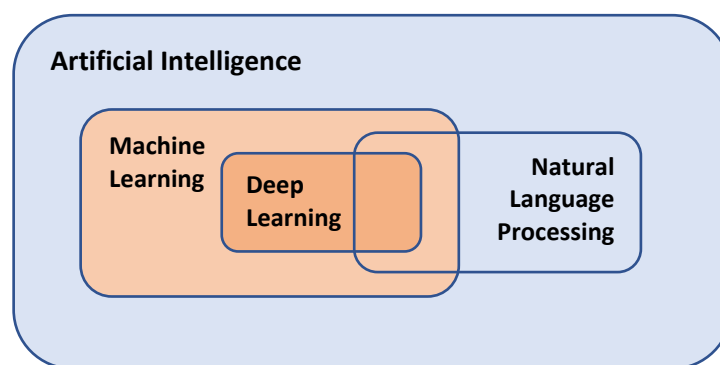 Artificial Intelligence
Machine
Learning
Deep
Learning
Natural
Language
Processing